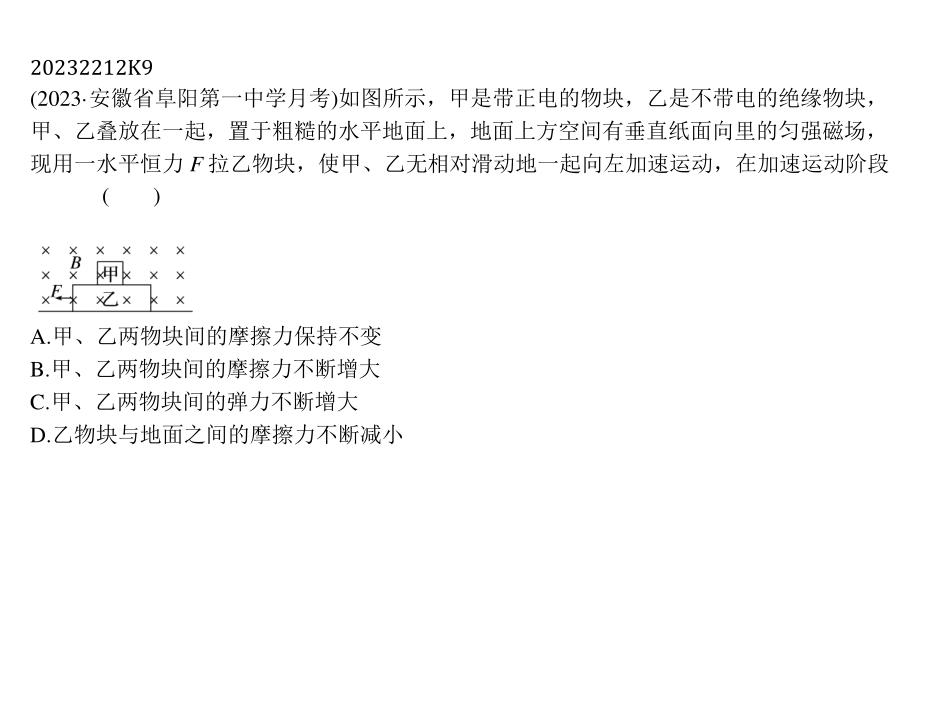 20232212K9
(2023·安徽省阜阳第一中学月考)如图所示，甲是带正电的物块，乙是不带电的绝缘物块，
甲、乙叠放在一起，置于粗糙的水平地面上，地面上方空间有垂直纸面向里的匀强磁场，
现用一水平恒力 F 拉乙物块，使甲、乙无相对滑动地一起向左加速运动，在加速运动阶段
(　　)
B
甲
F
乙
A.甲、乙两物块间的摩擦力保持不变
B.甲、乙两物块间的摩擦力不断增大
C.甲、乙两物块间的弹力不断增大
D.乙物块与地面之间的摩擦力不断减小